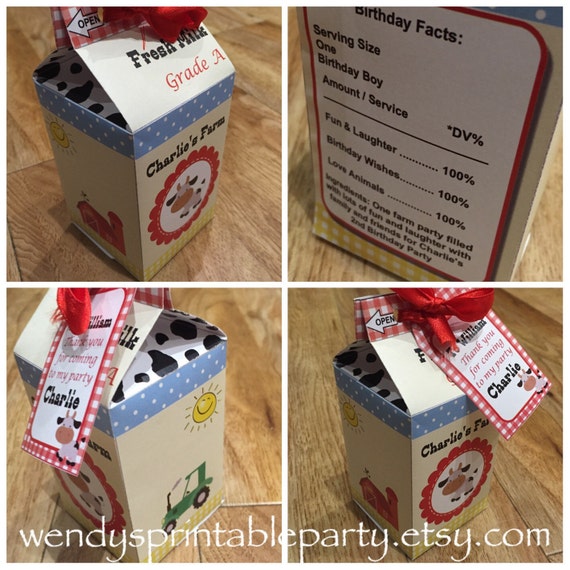 OPEN
Fresh Milk
Grade A
Charlie's Farm
Birthday Facts:
Serving Size
One
Birthday Boy
Amount / Service
*DV%
Fun & Laughter .......... 100%
Birthday Wishes.......... 100%
Love Animals .......... 100%
Ingredients: One farm party filled
with lots of fun and laughter with
family and friends for Charlie's
2nd Birthday Party
William
Thank you
for coming
to my party
Charlie
A
OPEN
F
William
Thank you
for coming
to my party
Charlie
Charlie's Far
wendysprintableparty.etsy.com